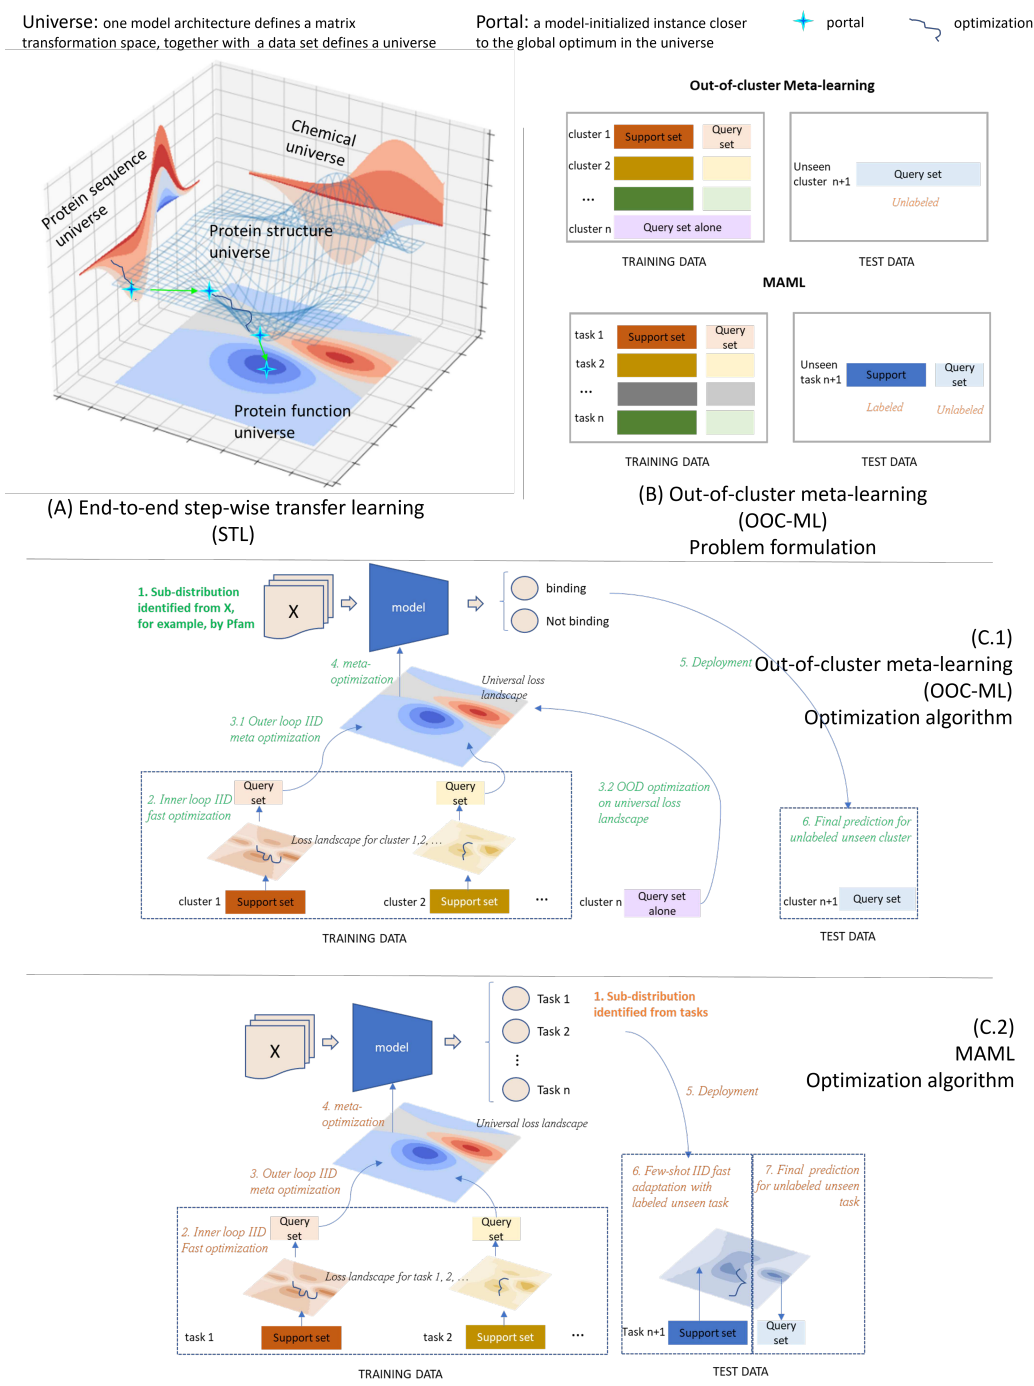 Universe: one model architecture defines a matrix
transformation space, together with a data set defines a universe
Portal: a model-initialized instance closer
to the global optimum in the universe
portal
optimization
Protein sequence
universe
Chemical
universe
Protein structure
universe
Protein function
universe
(A) End-to-end step-wise transfer learning
(STL)
Out-of-cluster Meta-learning
cluster 1
Support set
Query
set
cluster 2
...
cluster n
Query set alone
TRAINING DATA
Unseen
cluster n+1
Query set
Unlabeled
TEST DATA
MAML
task 1
Support set
Query
set
task 2
...
task n
TRAINING DATA
Unseen
task n+1
Support
Query
set
Labeled
Unlabeled
TEST DATA
(B) Out-of-cluster meta-learning
(OOC-ML)
Problem formulation
1. Sub-distribution
identified from X,
for example, by Pfam
X
model
binding
Not binding
(C.1)
Out-of-cluster meta-learning
(OOC-ML)
Optimization algorithm
4. meta-
optimization
Universal loss
landscape
5. Deployment
3.1 Outer loop IID
meta optimization
2. Inner loop IID
fast optimization
Query
set
Query
set
3.2 OOD optimization
on universal loss
landscape
Loss landscape for cluster 1,2, ...
6. Final prediction for
unlabeled unseen cluster
cluster 1
Support set
cluster 2
Support set
...
cluster n
Query set
alone
cluster n+1
Query set
TRAINING DATA
TEST DATA
X
model
Task 1
Task 2
⋮
Task n
1. Sub-distribution
identified from tasks
(C.2)
MAML
Optimization algorithm
4. meta-
optimization
Universal loss landscape
5. Deployment
3. Outer loop IID
meta optimization
2. Inner loop IID
Fast optimization
Query
set
Query
set
6. Few-shot IID fast
adaptation with
labeled unseen task
7. Final prediction
for unlabeled unseen
task
Loss landscape for task 1, 2, ...
task 1
Support set
task 2
Support set
...
Task n+1
Support set
Query
set
TRAINING DATA
TEST DATA